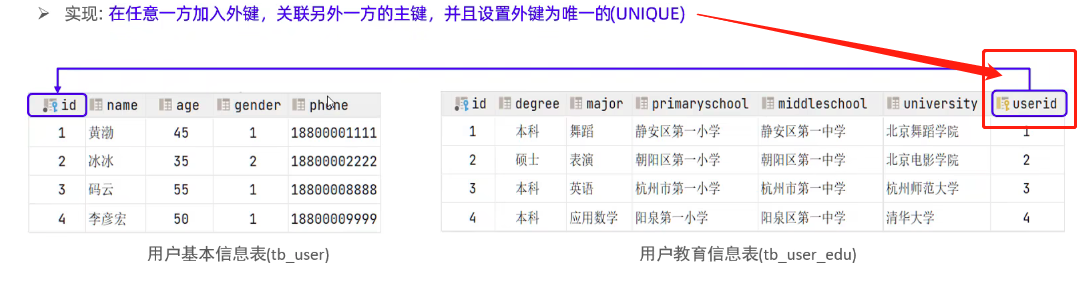 ➢ 实现: 在任意一方加入外键，关联另外一方的主键，并且设置外键为唯一的(UNIQUE)
id name age gender phone
1 黄渤 45 1 18800001111
2 冰冰 35 2 18800002222
3 码云 55 1 18800008888
4 李彦宏 50 1 18800009999
用户基本信息表(tb_user)
id degree major primaryschool middleschool university userid
1 本科 舞蹈 静安区第一小学 静安区第一中学 北京舞蹈学院 1
2 硕士 表演 朝阳区第一小学 朝阳区第一中学 北京电影学院 2
3 本科 英语 杭州市第一小学 杭州市第一中学 杭州师范大学 3
4 本科 应用数学 阳泉第一小学 阳泉区第一中学 清华大学 4
用户教育信息表(tb_user_edu)